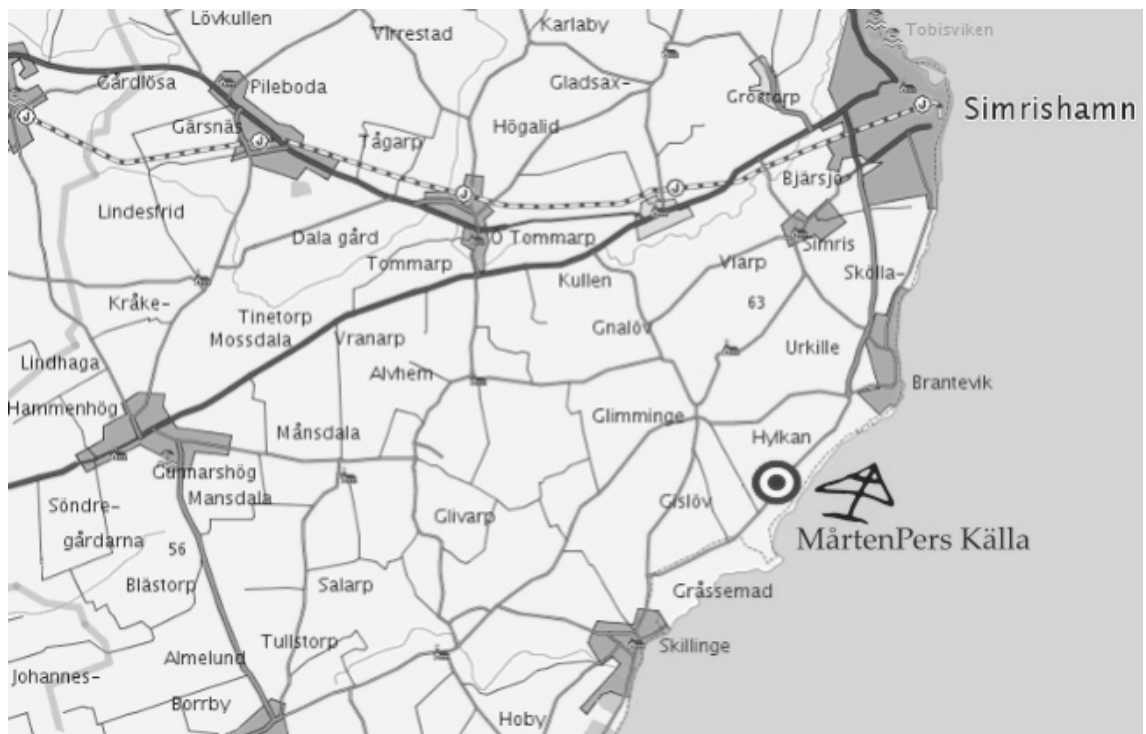 Lövkullen
Virrestad
Karlaby
Tobisviken
Gårdlösa
Pileboda
Gladsax-
Grostorp
Simrishamn
Gärsnäs
Tågarp
Högalid
Bjärsjö
Lindesfrid
Dala gård
O Tommarp
Simris
Tommarp
Kullen
Viarp
Skölla-
Kråke-
Tinetorp
Mossdala
Vranarp
Gnalöv
63
Urkille
Lindhaga
Alvhem
Brantevik
Hammenhög
Månsdala
Glimminge
Hylkan
Gunnarshög
Mansdala
Söndre-
gårdarna
Glivarp
Gislöv
MårtenPers Källa
56
Blästorp
Salarp
Gråssemad
Tullstorp
Skillinge
Almelund
Johannes-
Borrby
Hoby
J
J
J
J
J